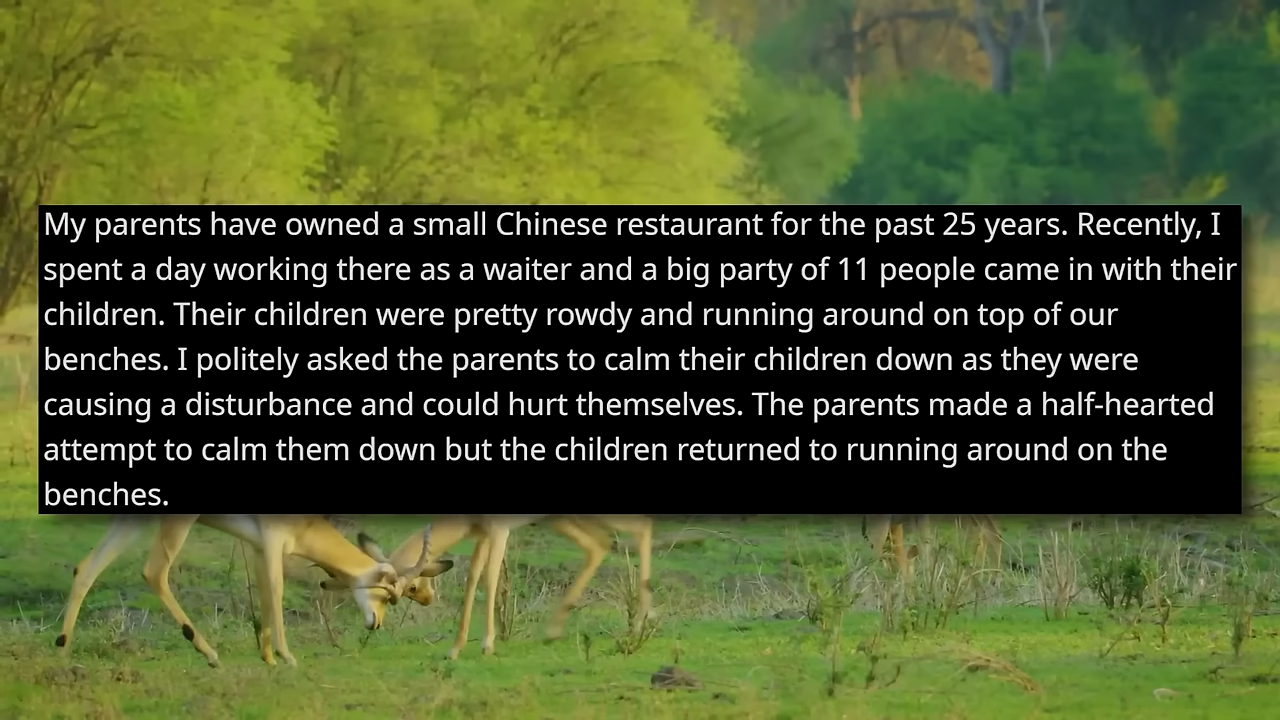 My parents have owned a small Chinese restaurant for the past 25 years. Recently, I
spent a day working there as a waiter and a big party of 11 people came in with their
children. Their children were pretty rowdy and running around on top of our
benches. I politely asked the parents to calm their children down as they were
causing a disturbance and could hurt themselves. The parents made a half-hearted
attempt to calm them down but the children returned to running around on the
benches.